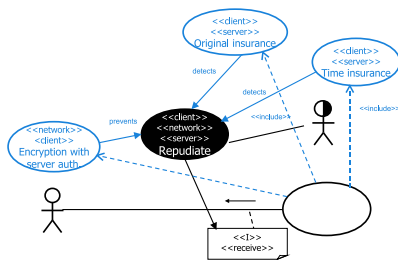 <<client>>
<<server>>
Original insurance
<<client>>
<<server>>
Time insurance
detects
detects
<<include>>
<<include>>
<<client>>
<<network>>
<<server>>
Repudiate
prevents
<<network>>
<<client>>
Encryption with
server auth.
<<I>>
<<receive>>